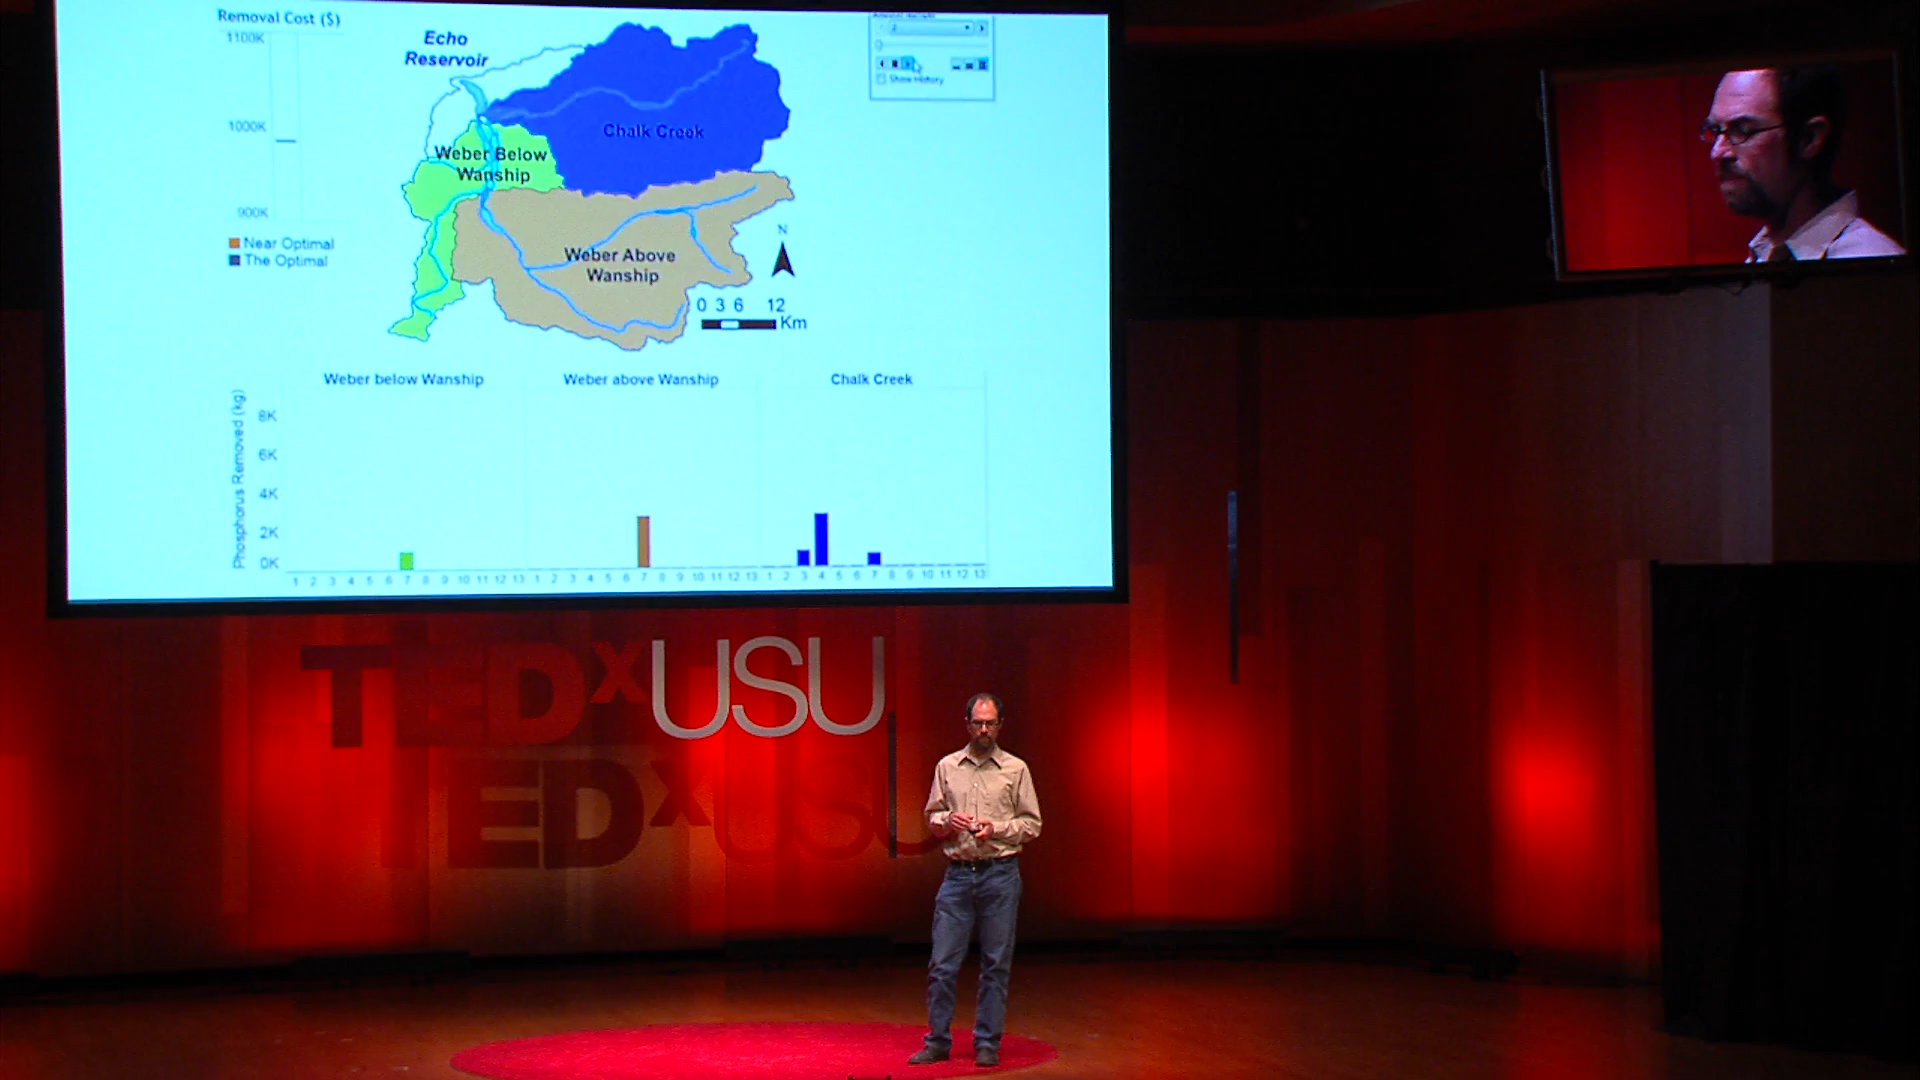 Removal Cost ($)
1100K
1000K
900K
Near Optimal
The Optimal
Echo
Reservoir
Chalk Creek
Weber Below
Wanship
Weber Above
Wanship
N
0 3 6 12
Km
2
Show History
Weber below Wanship
Weber above Wanship
Chalk Creek
Phosphorus Removed (kg)
8K
6K
4K
2K
0K
1 2 3 4 5 6 7 8 9 10 11 12 13 1 2 3 4 5 6 7 8 9 10 11 12 13 1 2 3 4 5 6 7 8 9 10 11 12 13
TEDxUSU
TEDxUSU